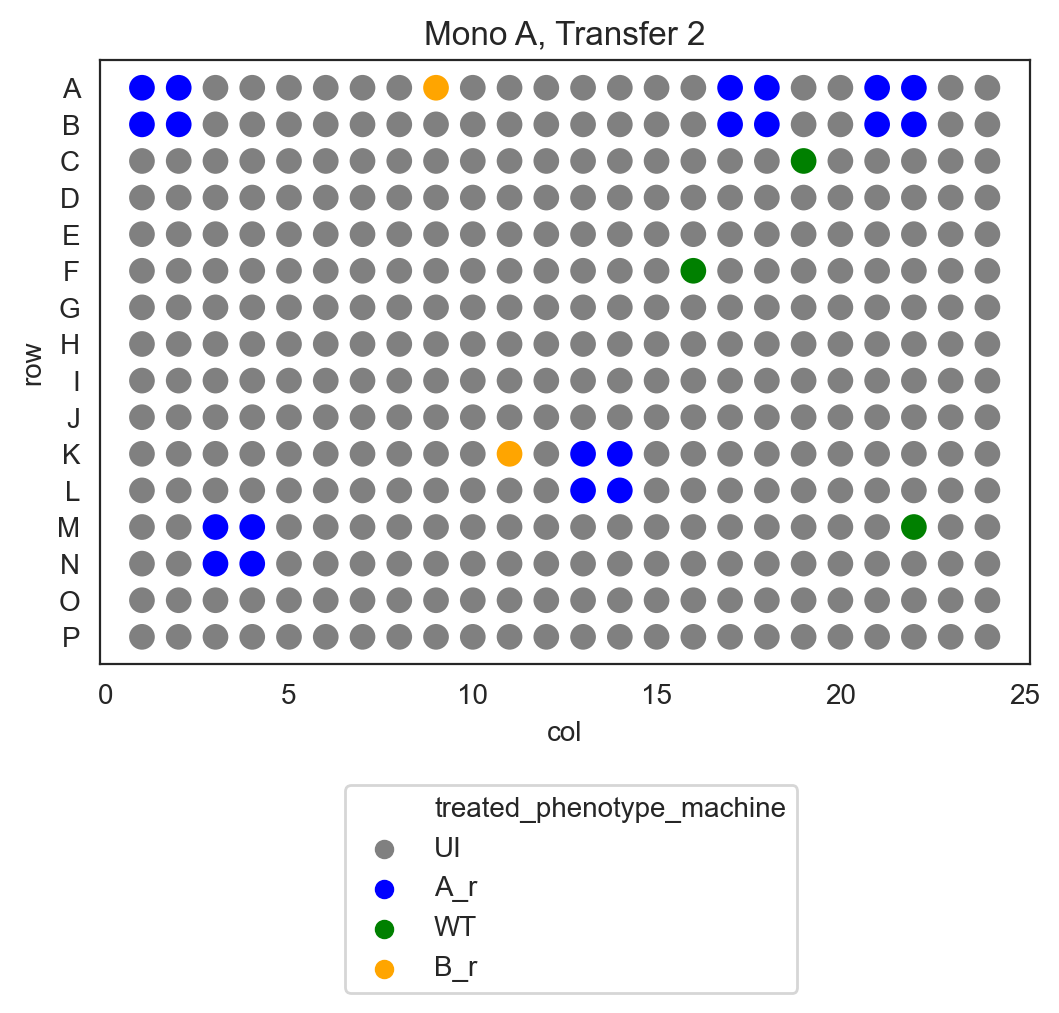 Mono A, Transfer 2
A
B
C
D
E
F
G
H
I
J
K
L
M
N
O
P
row
0 5 10 15 20 25
col
treated_phenotype_machine
UI
A_r
WT
B_r